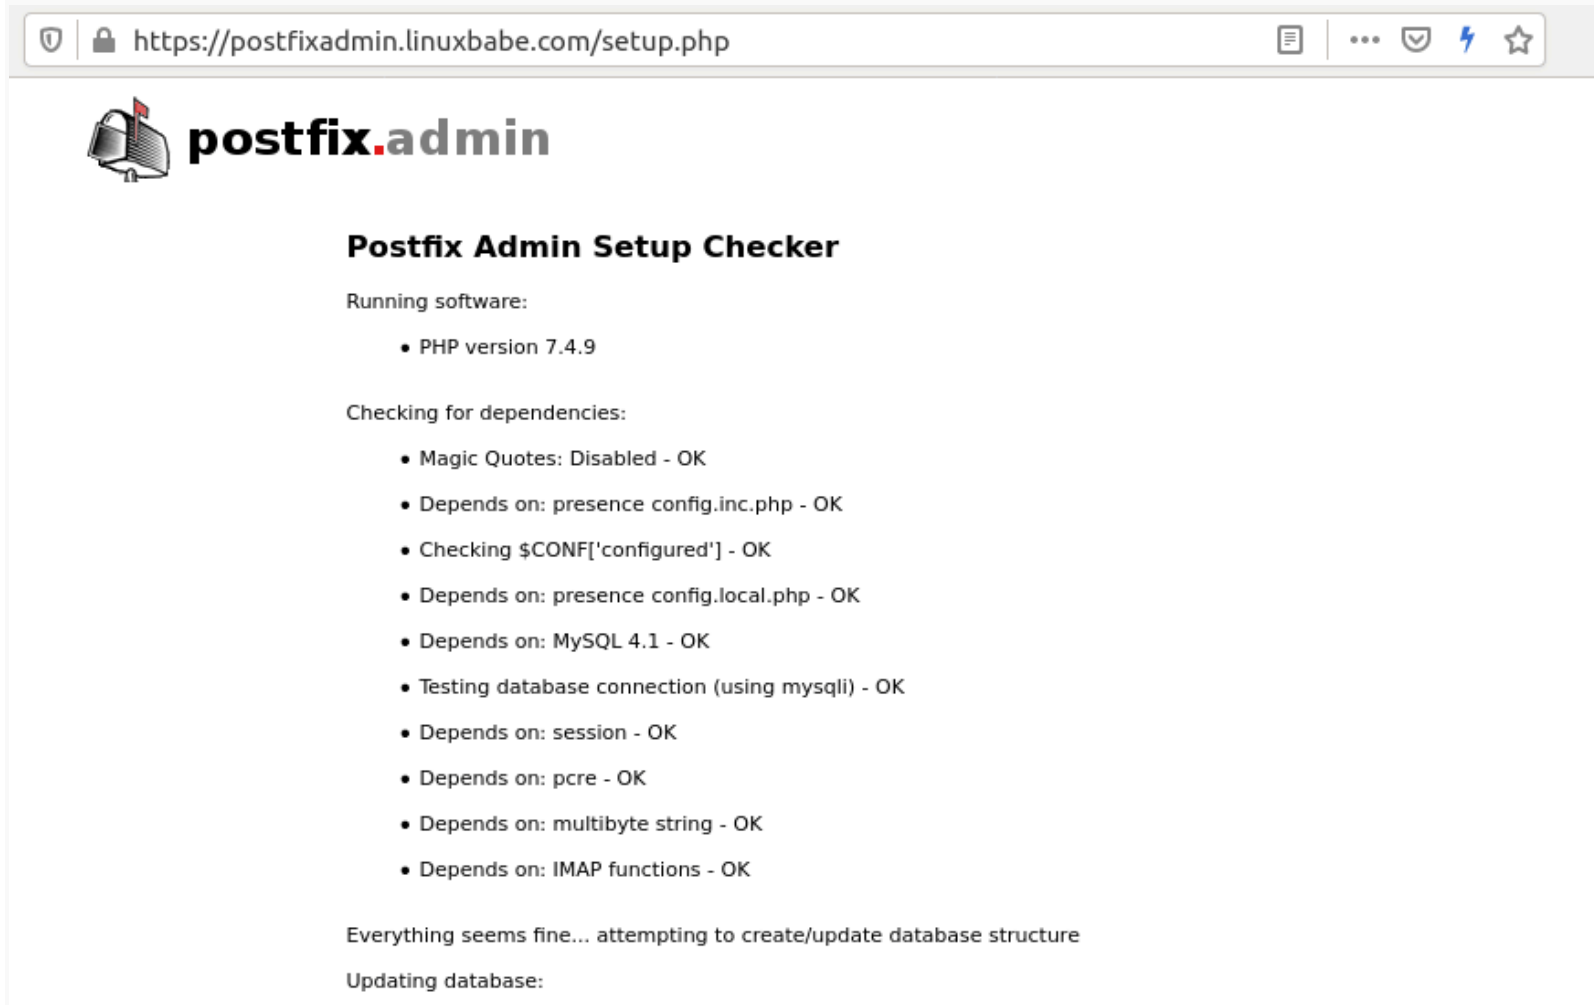 https://postfixadmin.linuxbabe.com/setup.php
postfix.admin
Postfix Admin Setup Checker
Running software:
• PHP version 7.4.9
Checking for dependencies:
• Magic Quotes: Disabled - OK
• Depends on: presence config.inc.php - OK
• Checking $CONF['configured'] - OK
• Depends on: presence config.local.php - OK
• Depends on: MySQL 4.1 - OK
• Testing database connection (using mysqli) - OK
• Depends on: session - OK
• Depends on: pcre - OK
• Depends on: multibyte string - OK
• Depends on: IMAP functions - OK
Everything seems fine... attempting to create/update database structure
Updating database: